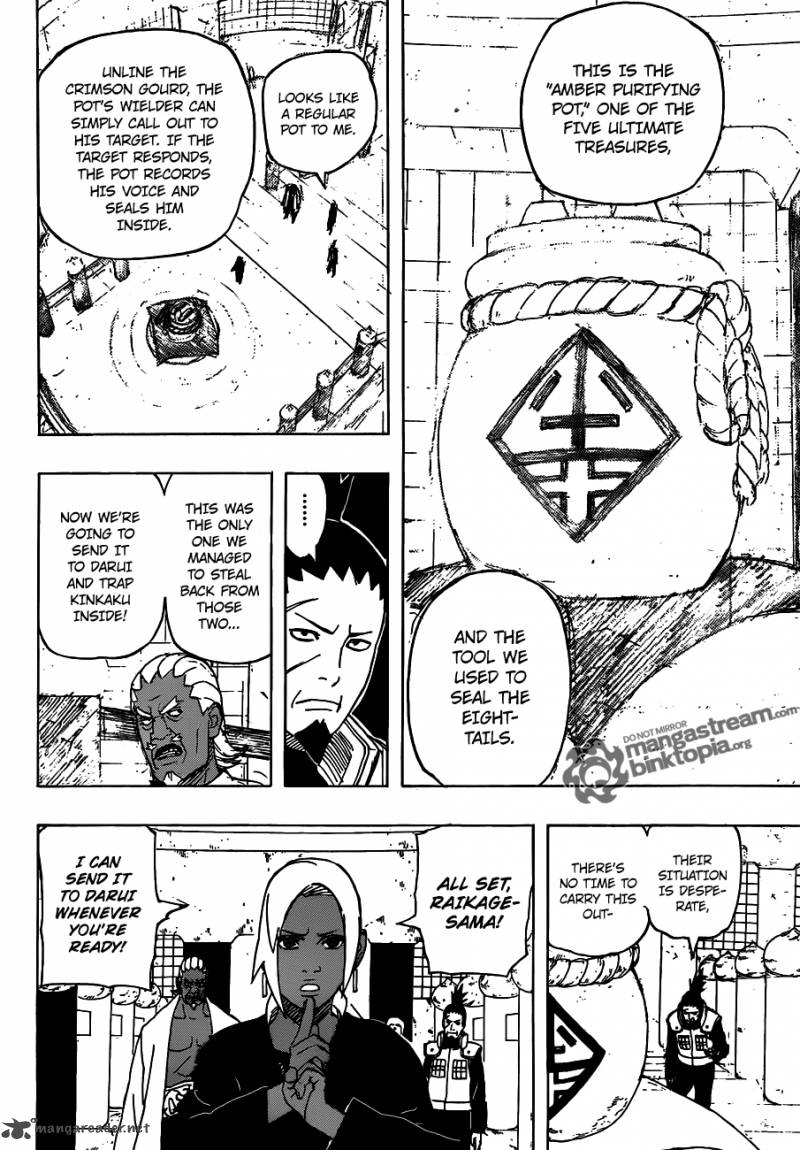 THIS IS THE
"AMBER PURIFYING
POT," ONE OF THE
FIVE ULTIMATE
TREASURES,
AND THE
TOOL WE
USED TO
SEAL THE
EIGHT-
TAILS.
LOOKS LIKE
A REGULAR
POT TO ME.
UNLINE THE
CRIMSON GOURD, THE
POT'S WIELDER CAN
SIMPLY CALL OUT TO
HIS TARGET. IF THE
TARGET RESPONDS,
THE POT RECORDS
HIS VOICE AND
SEALS HIM
INSIDE.
.......
THIS WAS
THE ONLY
ONE WE
MANAGED
TO STEAL
BACK FROM
THOSE
TWO...
NOW WE'RE
GOING TO
SEND IT
TO DARUI
AND TRAP
KINKAKU
INSIDE!
DO NOT MIRROR
mangastream.com
binktopia.org
THEIR
SITUATION
IS DESPE-
RATE,
THERE'S
NO TIME TO
CARRY THIS
OUT-
ALL SET,
RAIKAGE-
SAMA!
I CAN
SEND IT
TO DARUI
WHENEVER
YOU'RE
READY!
mangareader.net